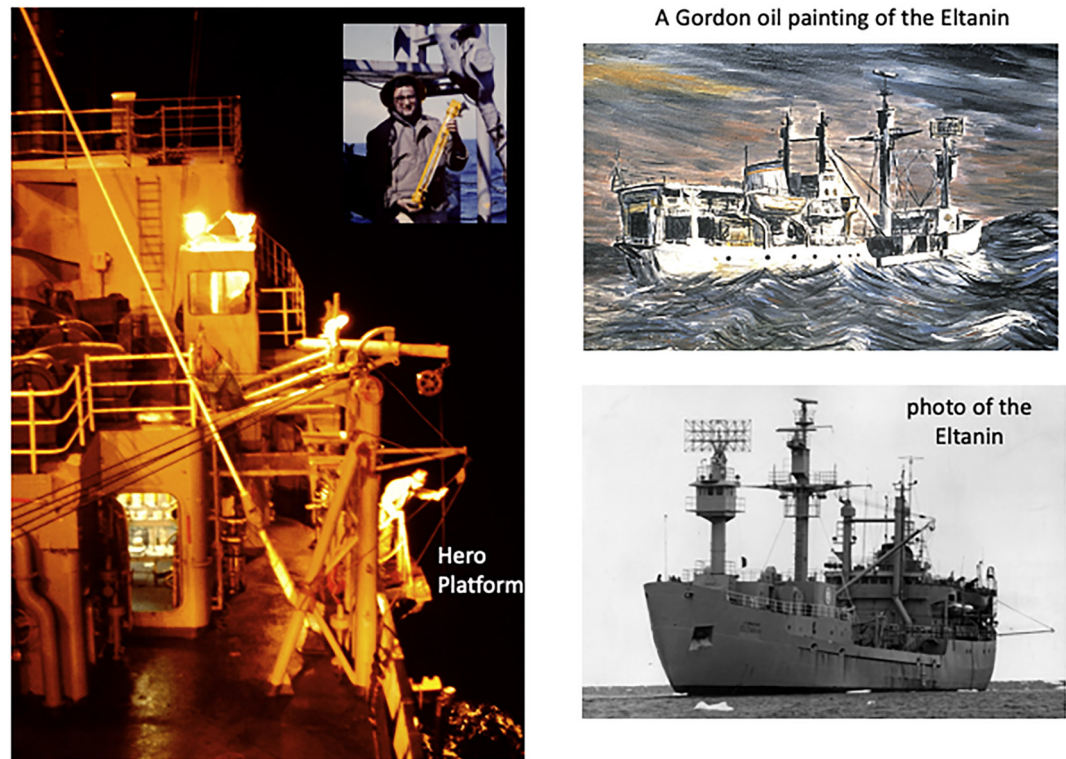 A Gordon oil painting of the Eltanin
photo of the
Eltanin
Hero
Platform